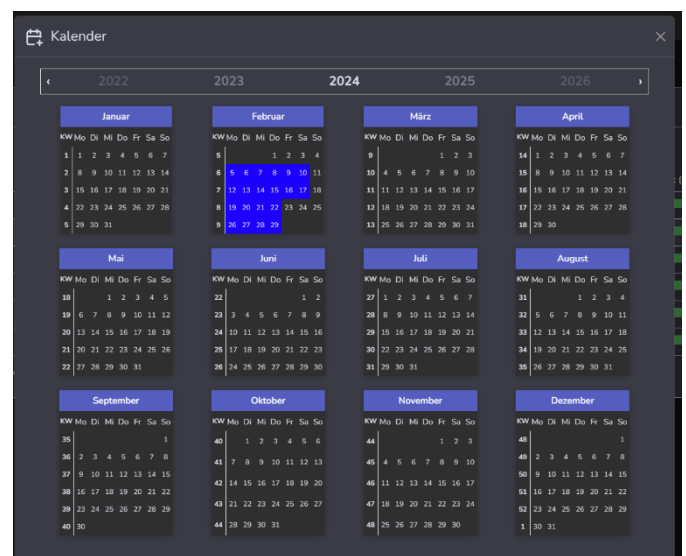 Kalender
‹ 2022 2023 2024 2025 2026 ›
Januar
KW Mo Di Mi Do Fr Sa So
1 1 2 3 4 5 6 7
2 8 9 10 11 12 13 14
3 15 16 17 18 19 20 21
4 22 23 24 25 26 27 28
5 29 30 31
Februar
KW Mo Di Mi Do Fr Sa So
5 1 2 3 4
6 5 6 7 8 9 10 11
7 12 13 14 15 16 17 18
8 19 20 21 22 23 24 25
9 26 27 28 29
März
KW Mo Di Mi Do Fr Sa So
9 1 2 3
10 4 5 6 7 8 9 10
11 11 12 13 14 15 16 17
12 18 19 20 21 22 23 24
13 25 26 27 28 29 30 31
April
KW Mo Di Mi Do Fr Sa So
14 1 2 3 4 5 6 7
15 8 9 10 11 12 13 14
16 15 16 17 18 19 20 21
17 22 23 24 25 26 27 28
18 29 30
Mai
KW Mo Di Mi Do Fr Sa So
18 1 2 3 4 5
19 6 7 8 9 10 11 12
20 13 14 15 16 17 18 19
21 20 21 22 23 24 25 26
22 27 28 29 30 31
Juni
KW Mo Di Mi Do Fr Sa So
22 1 2
23 3 4 5 6 7 8 9
24 10 11 12 13 14 15 16
25 17 18 19 20 21 22 23
26 24 25 26 27 28 29 30
Juli
KW Mo Di Mi Do Fr Sa So
27 1 2 3 4 5 6 7
28 8 9 10 11 12 13 14
29 15 16 17 18 19 20 21
30 22 23 24 25 26 27 28
31 29 30 31
August
KW Mo Di Mi Do Fr Sa So
31 1 2 3 4
32 5 6 7 8 9 10 11
33 12 13 14 15 16 17 18
34 19 20 21 22 23 24 25
35 26 27 28 29 30 31
September
KW Mo Di Mi Do Fr Sa So
35 1
36 2 3 4 5 6 7 8
37 9 10 11 12 13 14 15
38 16 17 18 19 20 21 22
39 23 24 25 26 27 28 29
40 30
Oktober
KW Mo Di Mi Do Fr Sa So
40 1 2 3 4 5 6
41 7 8 9 10 11 12 13
42 14 15 16 17 18 19 20
43 21 22 23 24 25 26 27
44 28 29 30 31
November
KW Mo Di Mi Do Fr Sa So
44 1 2 3
45 4 5 6 7 8 9 10
46 11 12 13 14 15 16 17
47 18 19 20 21 22 23 24
48 25 26 27 28 29 30
Dezember
KW Mo Di Mi Do Fr Sa So
48 1
49 2 3 4 5 6 7 8
50 9 10 11 12 13 14 15
51 16 17 18 19 20 21 22
52 23 24 25 26 27 28 29
1 30 31